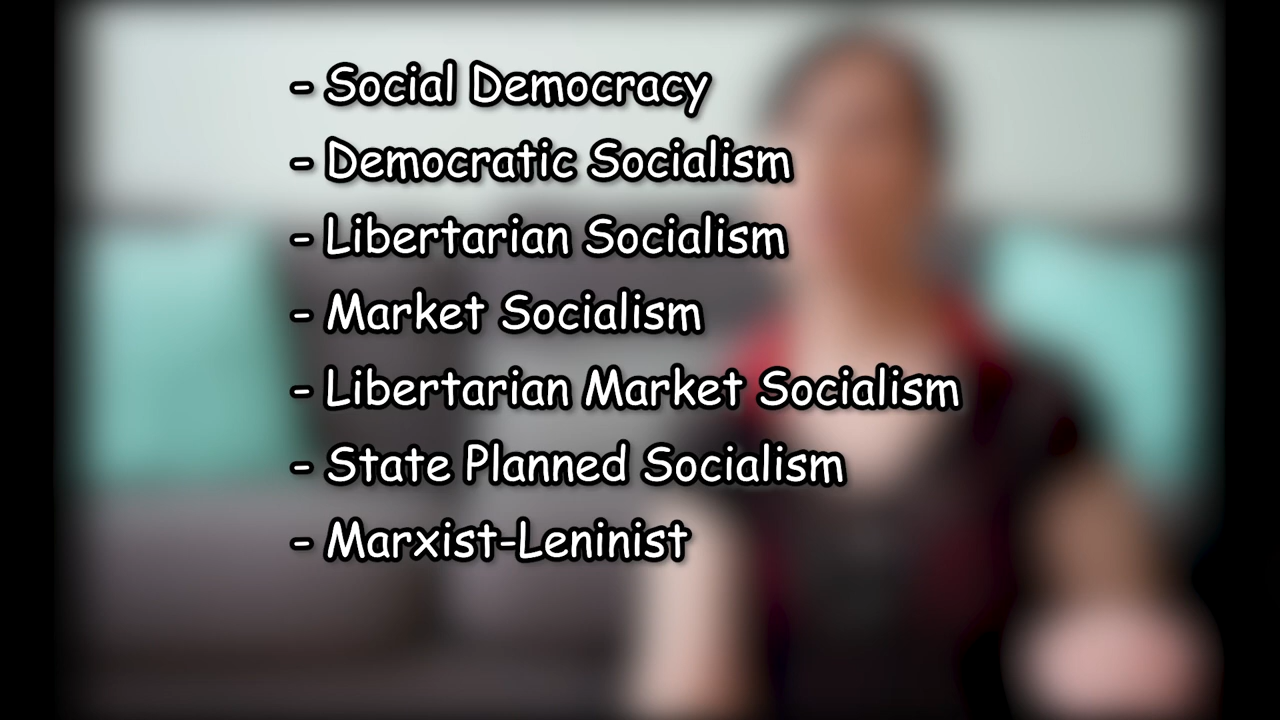 - Social Democracy
- Democratic Socialism
- Libertarian Socialism
- Market Socialism
- Libertarian Market Socialism
- State Planned Socialism
- Marxist-Leninist